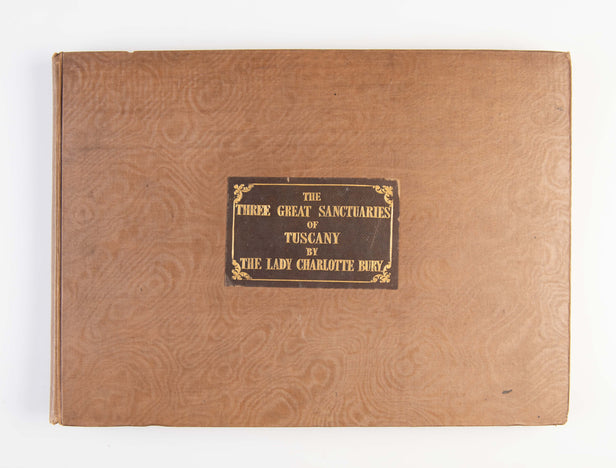 THE
THREE GREAT SANCTUARIES
OF
TUSCANY
BY
THE LADY CHARLOTTE BURY.